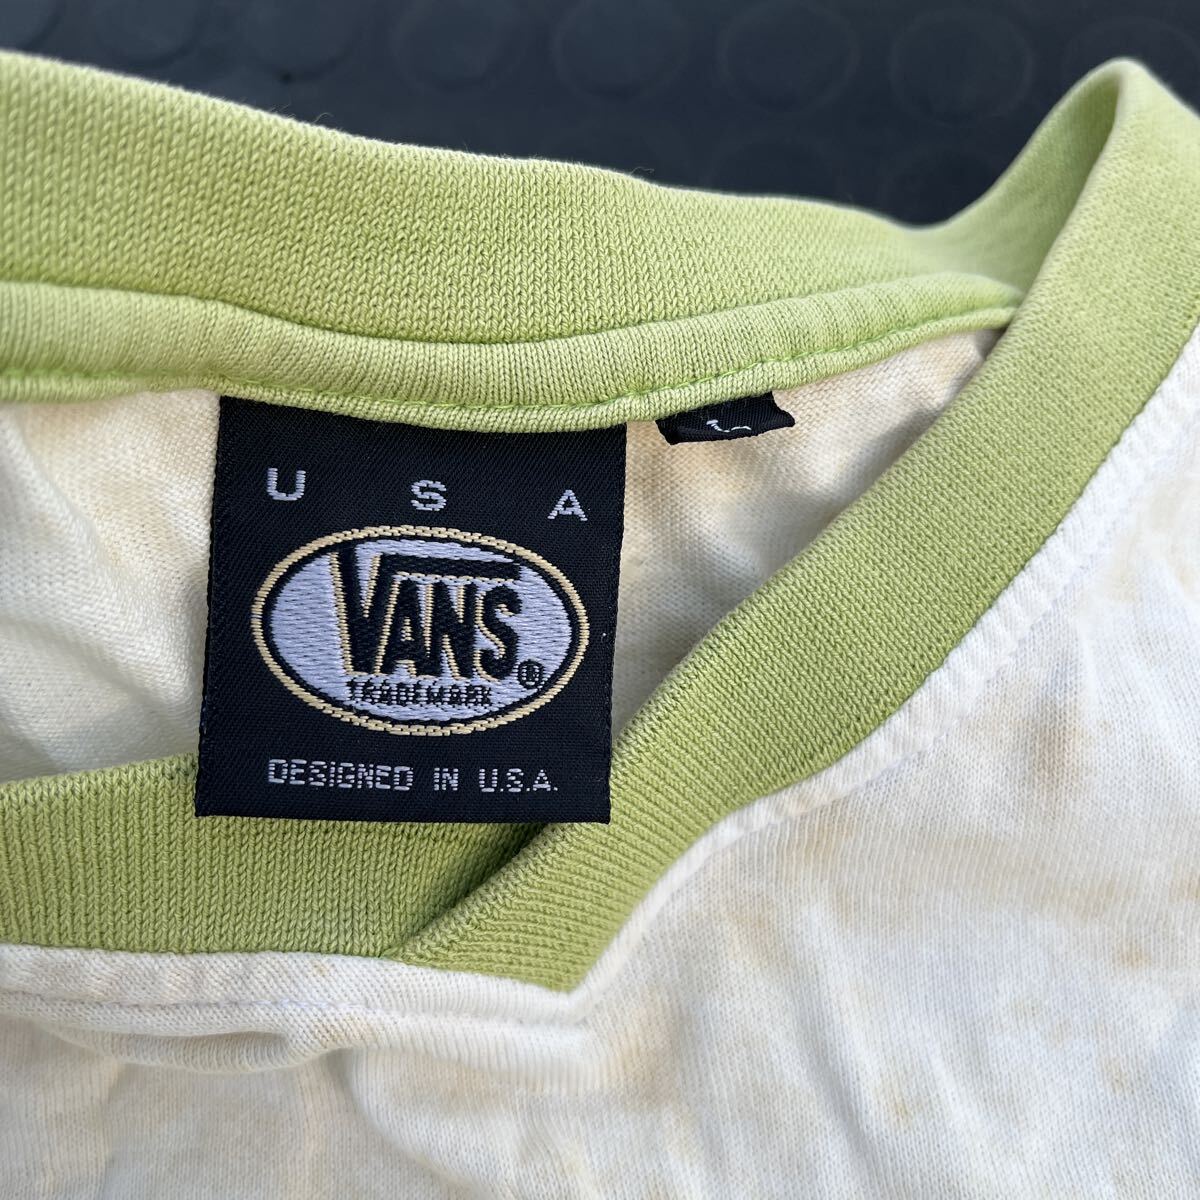 U S A
VANS®
TRADEMARK
DESIGNED IN U.S.A.
L